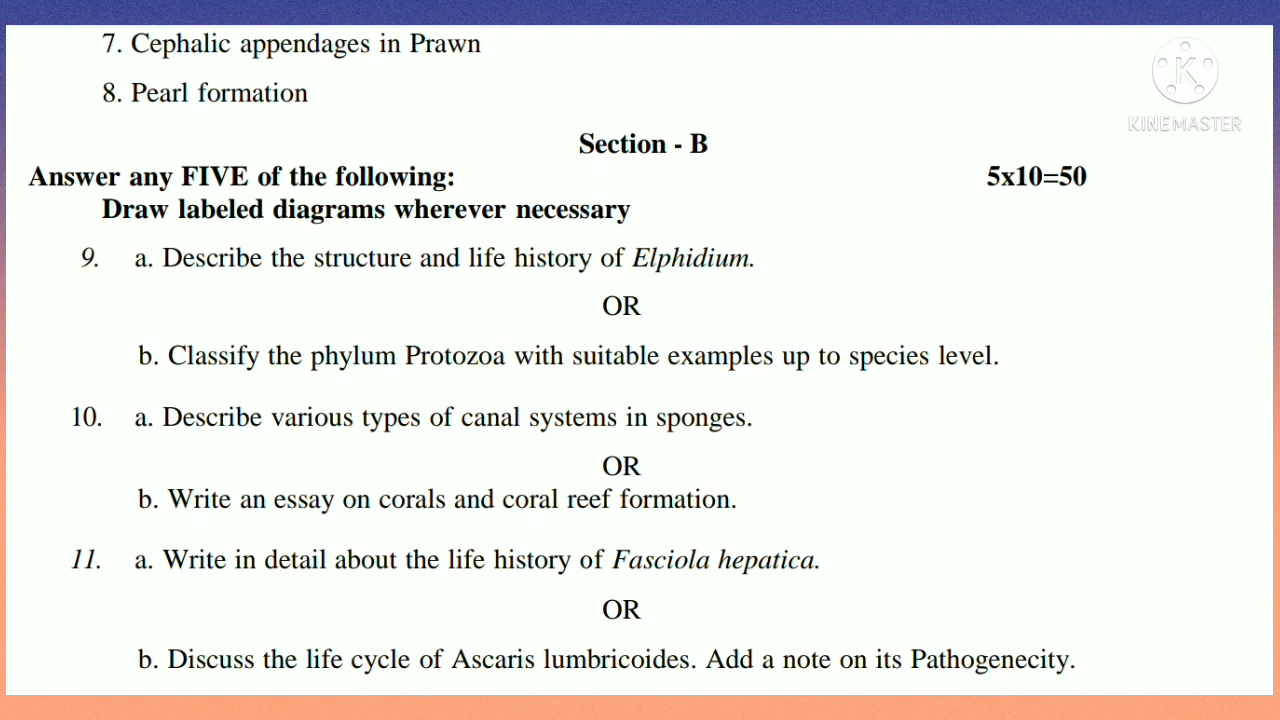 7. Cephalic appendages in Prawn
8. Pearl formation
KINEMASTER
Section - B
Answer any FIVE of the following: 5x10=50
Draw labeled diagrams wherever necessary
9. a. Describe the structure and life history of Elphidium.
OR
b. Classify the phylum Protozoa with suitable examples up to species level.
10. a. Describe various types of canal systems in sponges.
OR
b. Write an essay on corals and coral reef formation.
11. a. Write in detail about the life history of Fasciola hepatica.
OR
b. Discuss the life cycle of Ascaris lumbricoides. Add a note on its Pathogenecity.